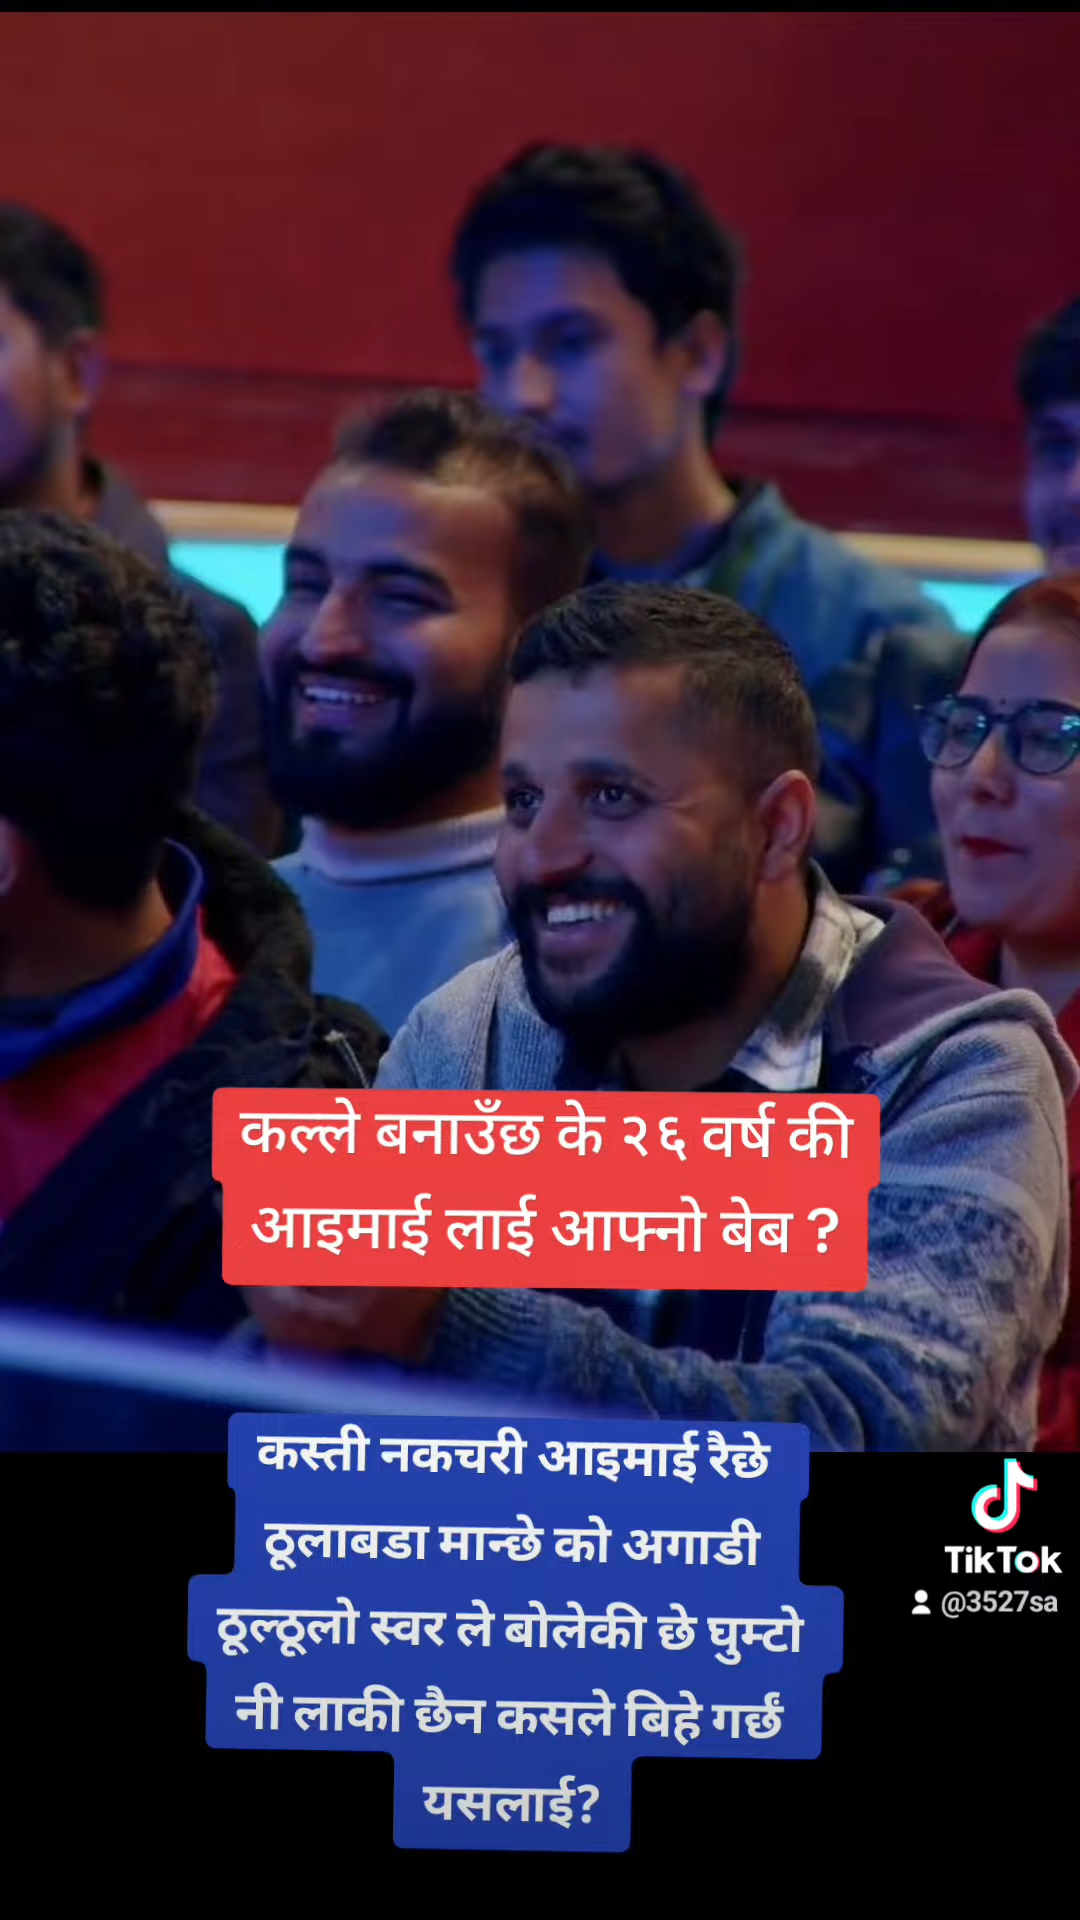 कल्ले बनाउँछ के २६ वर्ष की
आइमाई लाई आफ्नो बेब ?
कस्ती नकचरी आइमाई रैछे
ठूलाबडा मान्छे को अगाडी
ठूल्ठूलो स्वर ले बोलेकी छे घुम्टो
नी लाकी छैन कसले बिहे गर्छं
यसलाई?
TikTok
@3527sa